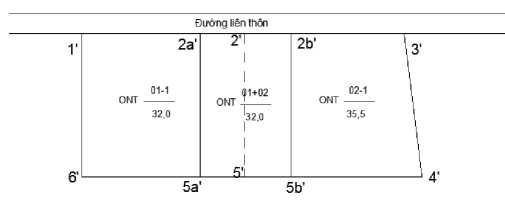 Đường liên thôn
1' 2a' 2' 2b' 3'
ONT 01-1 32,0
ONT 01+02 32,0
ONT 02-1 35,5
6' 5a' 5' 5b' 4'